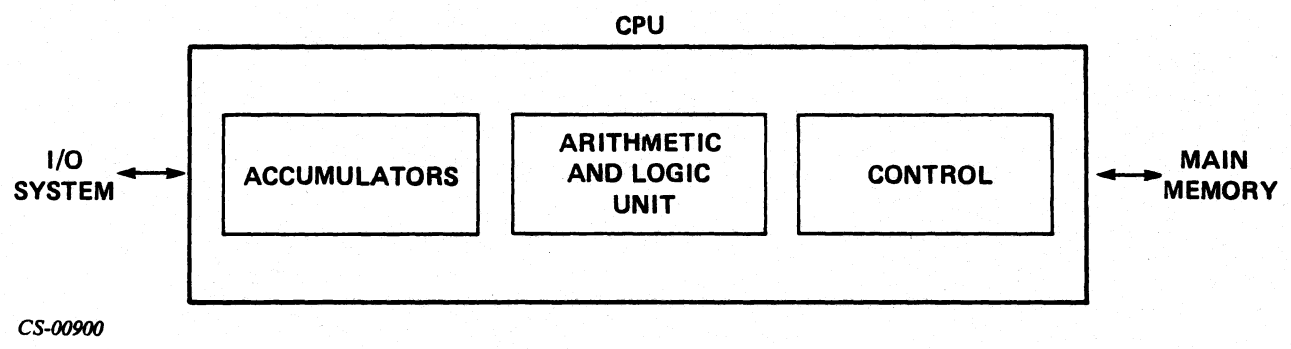 CPU
I/O
SYSTEM
ACCUMULATORS
ARITHMETIC
AND LOGIC
UNIT
CONTROL
MAIN
MEMORY
CS-00900